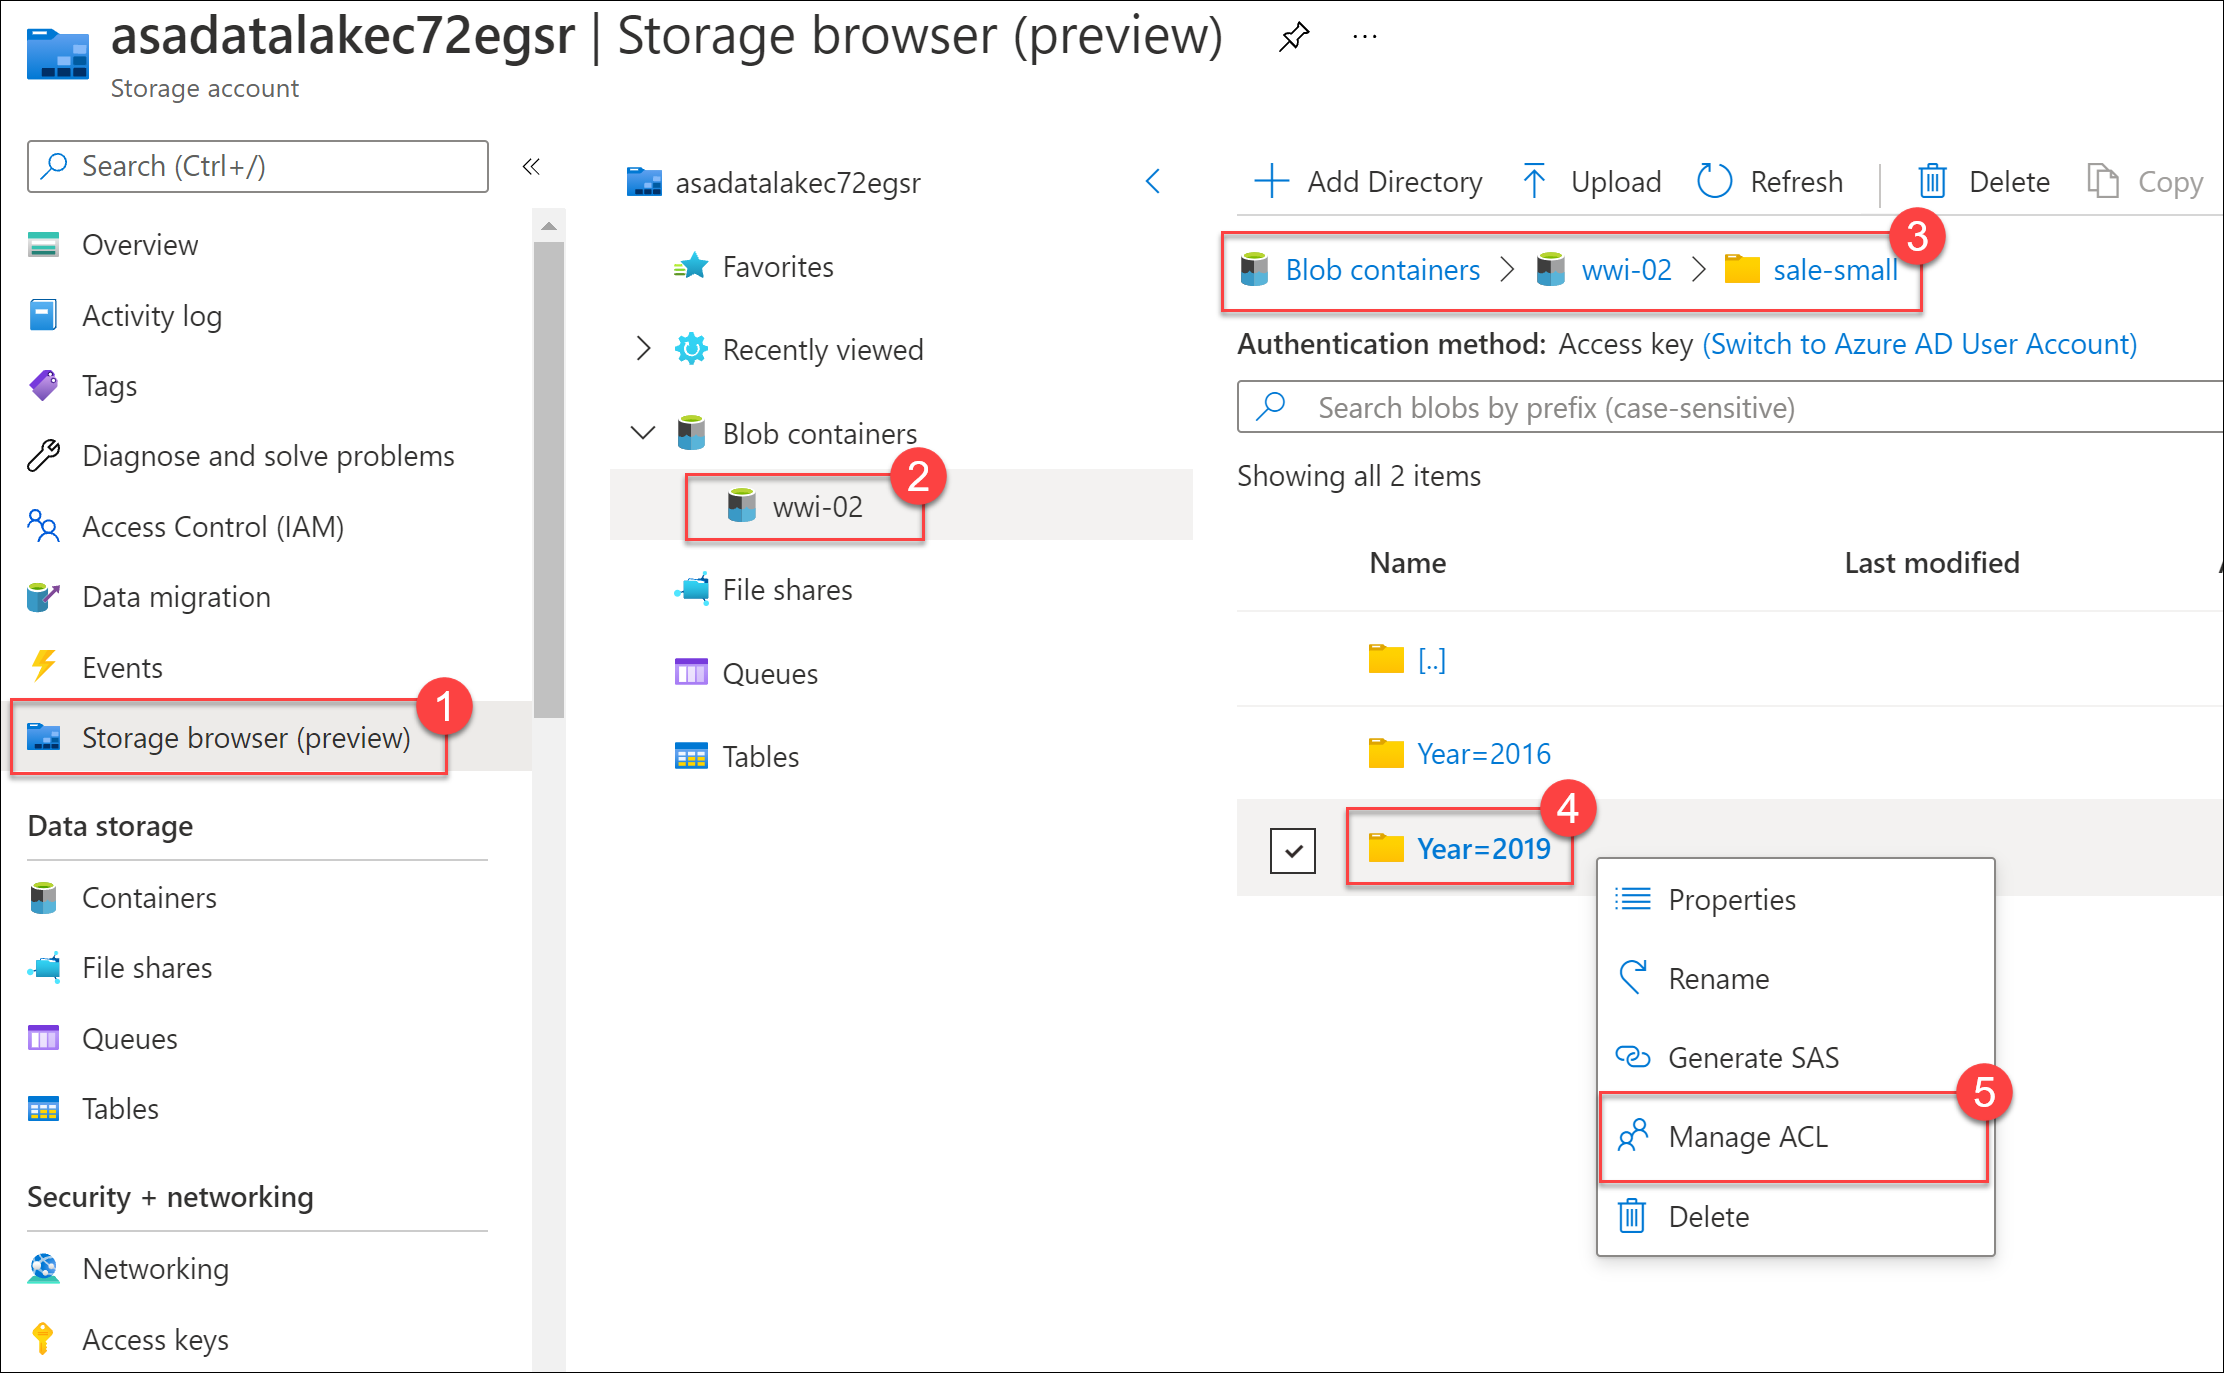 asadatalakec72egsr | Storage browser (preview) ...
Storage account
Search (Ctrl+/)
Overview
Activity log
Tags
Diagnose and solve problems
Access Control (IAM)
Data migration
Events
1
Storage browser (preview)
Data storage
Containers
File shares
Queues
Tables
Security + networking
Networking
Access keys
asadatalakec72egsr
Favorites
Recently viewed
Blob containers
2
wwi-02
File shares
Queues
Tables
Add Directory Upload Refresh Delete Copy
3
Blob containers > wwi-02 > sale-small
Authentication method: Access key (Switch to Azure AD User Account)
Search blobs by prefix (case-sensitive)
Showing all 2 items
Name Last modified
[..]
Year=2016
4
Year=2019
Properties
Rename
Generate SAS
5
Manage ACL
Delete